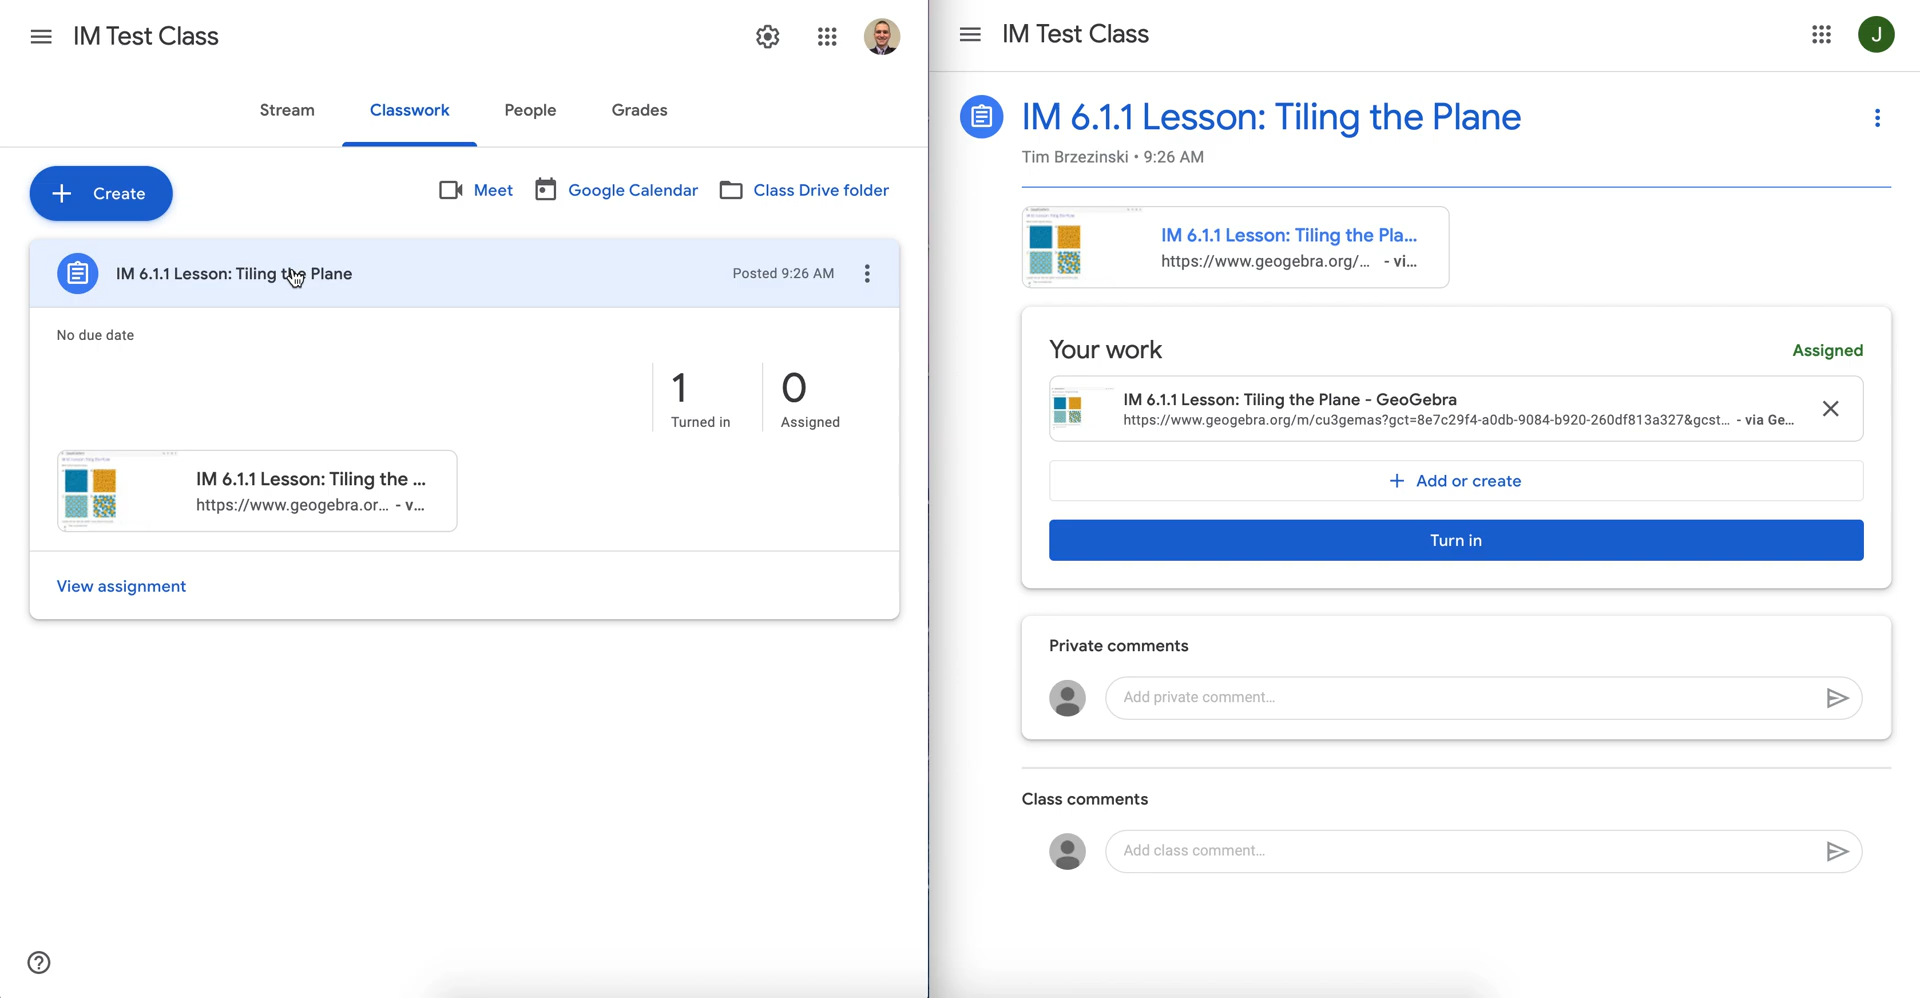 IM Test Class
Stream
Classwork
People
Grades
Create
Meet
Google Calendar
Class Drive folder
IM 6.1.1 Lesson: Tiling the Plane
Posted 9:26 AM
No due date
1
Turned in
0
Assigned
IM 6.1.1 Lesson: Tiling the ...
https://www.geogebra.or... - v...
View assignment
IM Test Class
J
IM 6.1.1 Lesson: Tiling the Plane
Tim Brzezinski • 9:26 AM
IM 6.1.1 Lesson: Tiling the Pla...
https://www.geogebra.org/... - vi...
Your work
Assigned
IM 6.1.1 Lesson: Tiling the Plane - GeoGebra
https://www.geogebra.org/m/cu3gemas?gct=8e7c29f4-a0db-9084-b920-260df813a327&gcst... - via Ge...
+ Add or create
Turn in
Private comments
Add private comment...
Class comments
Add class comment...